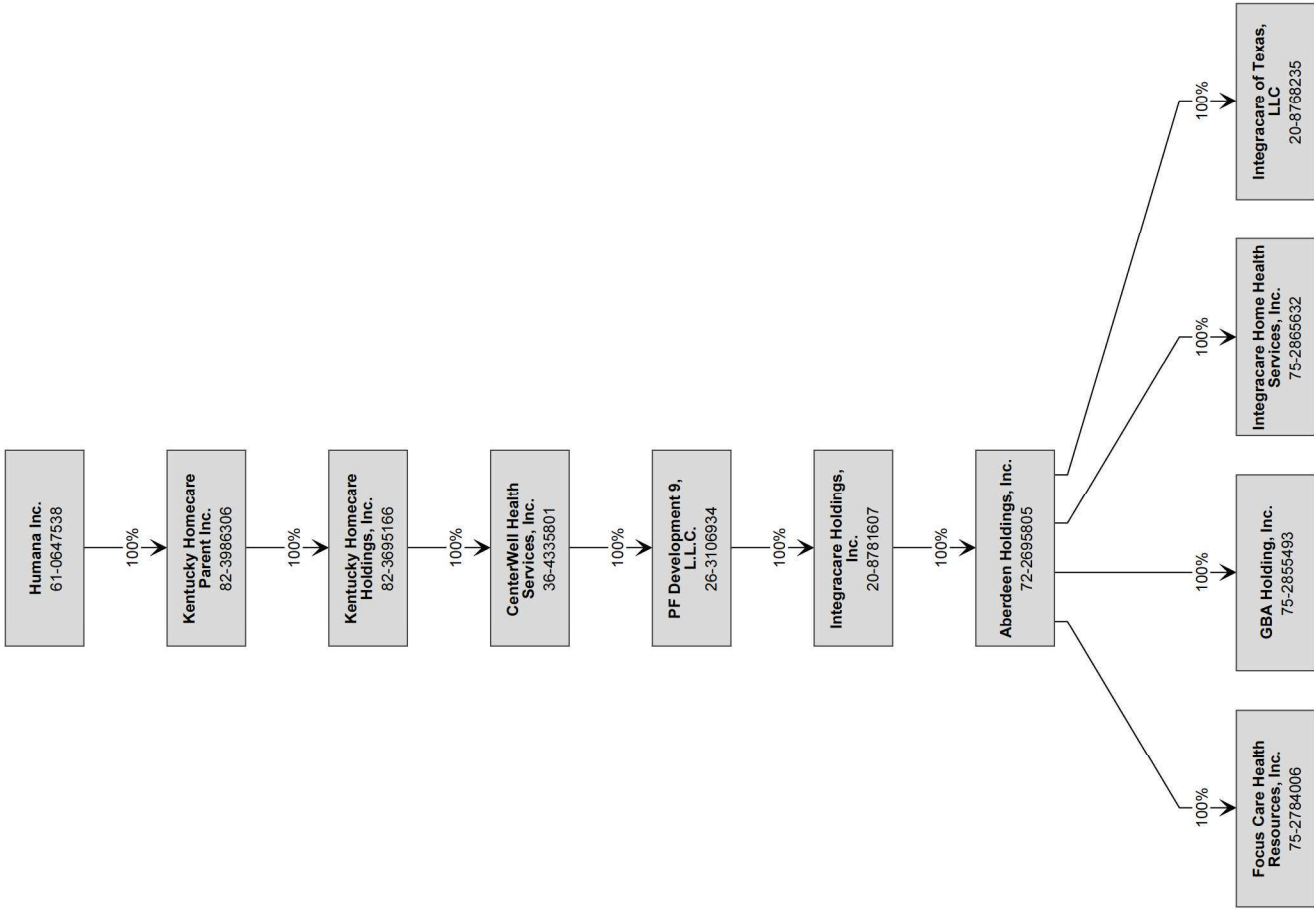 Humana Inc.
61-0647538
100%
Kentucky Homecare
Parent Inc.
82-3986306
100%
Kentucky Homecare
Holdings, Inc.
82-3695166
100%
CenterWell Health
Services, Inc.
36-4335801
100%
PF Development 9,
L.L.C.
26-3106934
100%
Integracare Holdings,
Inc.
20-8781607
100%
Aberdeen Holdings, Inc.
72-2695805
100%
100%
100%
100%
Focus Care Health
Resources, Inc.
75-2784006
GBA Holding, Inc.
75-2855493
Integracare Home Health
Services, Inc.
75-2865632
Integracare of Texas,
LLC
20-8768235